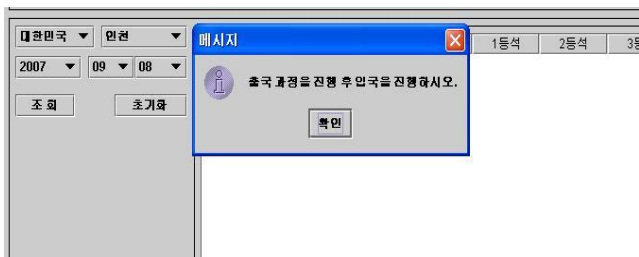 대한민국 인천
2007 09 08
조회 초기화
메시지
출국 과정을 진행 후 입국을 진행하시오.
확인
1등석 2등석